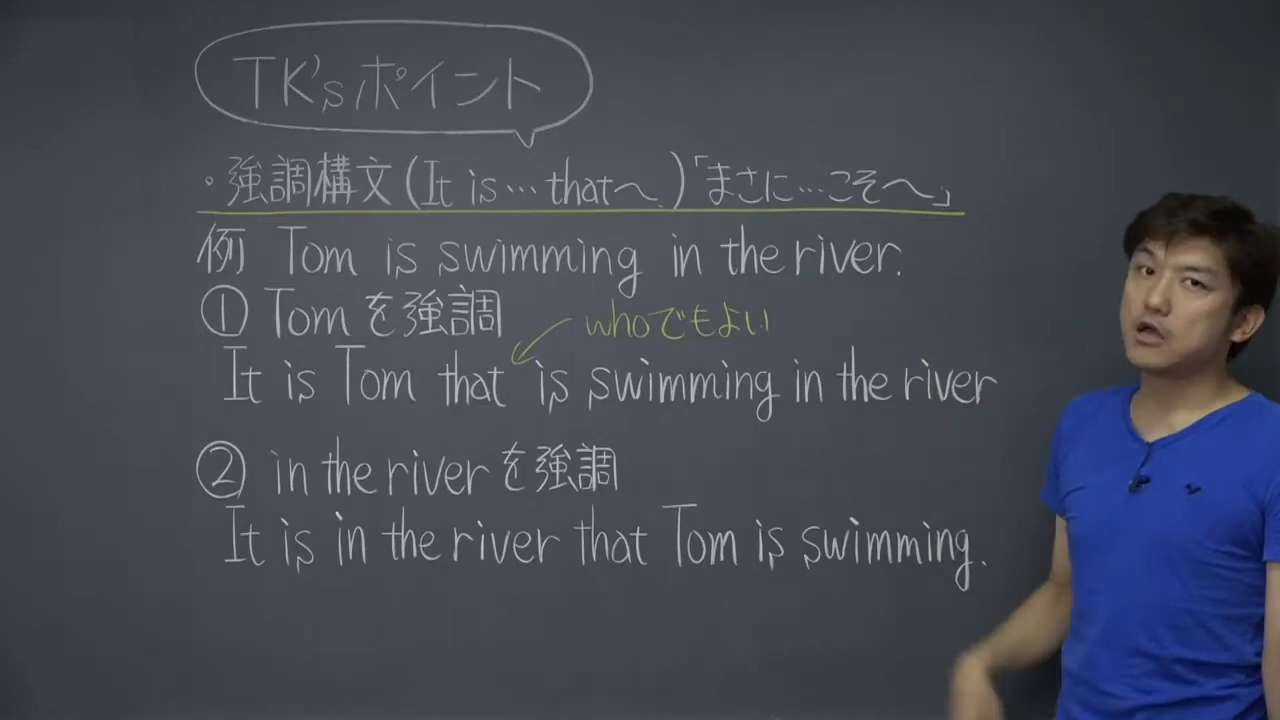 TK'sポイント
・強調構文(It is…that〜)「まさに…こそ〜」
例 Tom is swimming in the river.
① Tomを強調
whoでもよい
It is Tom that is swimming in the river
② in the riverを強調
It is in the river that Tom is swimming.